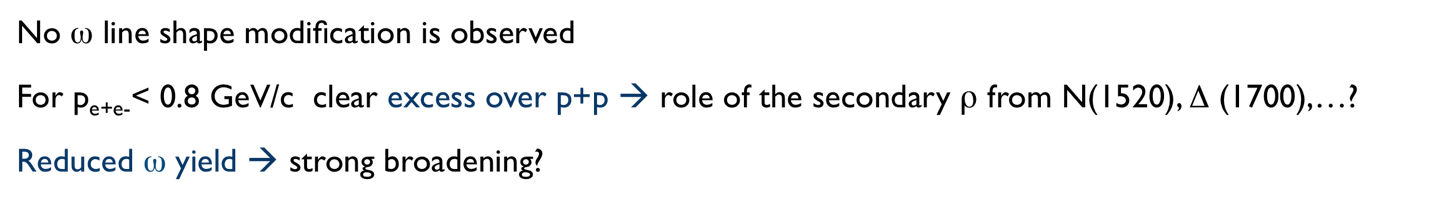 No ω line shape modification is observed
For pe+e-< 0.8 GeV/c clear excess over p+p → role of the secondary ρ from N(1520), Δ (1700),…?
Reduced ω yield → strong broadening?